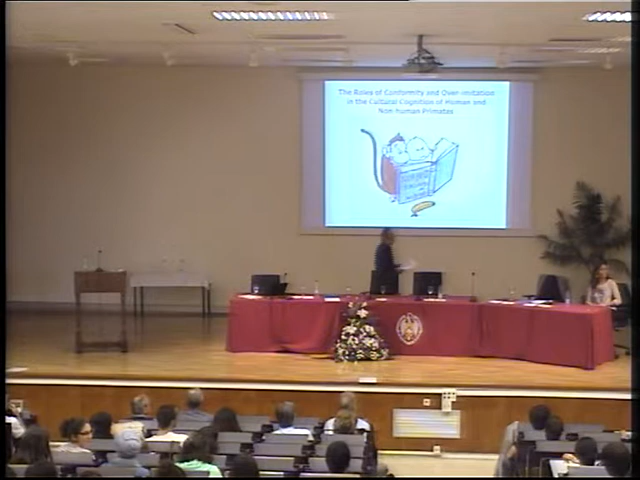 The Roles of Conformity and Over-imitation
in the Cultural Cognition of Human and
Non-human Primates